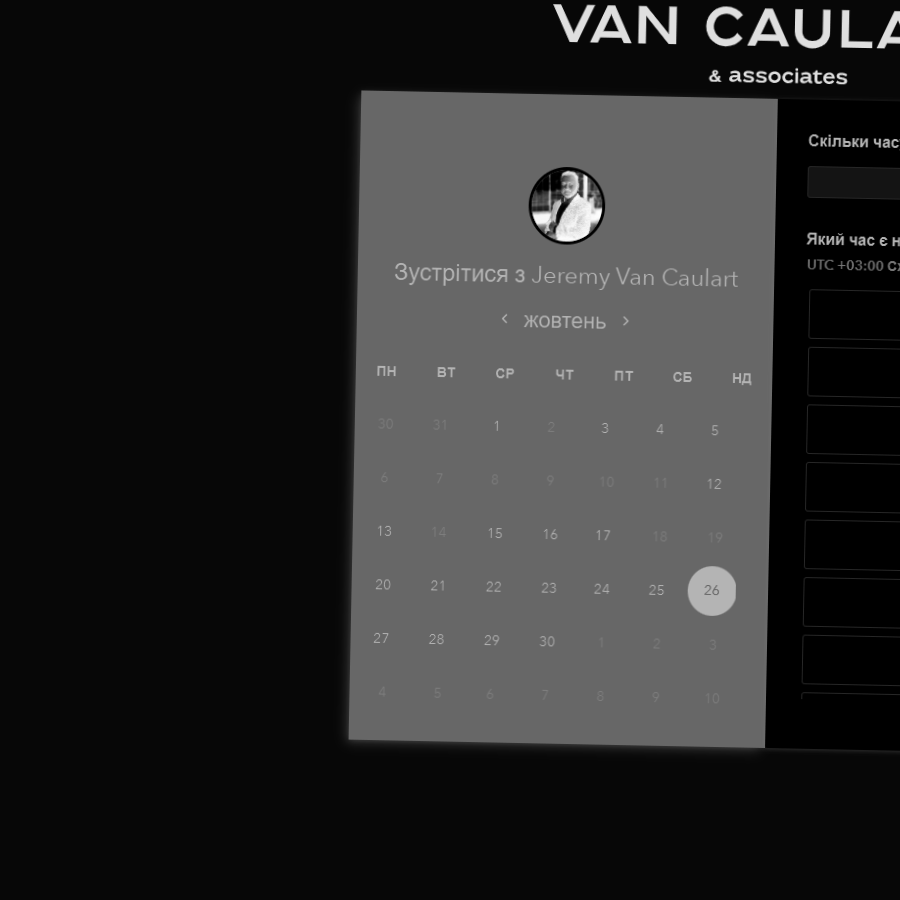 VAN CAULA
& associates
Зустрітися з Jeremy Van Caulart
жовтень
ПН ВТ СР ЧТ ПТ СБ НД
30 31 1 2 3 4 5
6 7 8 9 10 11 12
13 14 15 16 17 18 19
20 21 22 23 24 25 26
27 28 29 30 1 2 3
4 5 6 7 8 9 10
Скільки час
Який час є н
UTC +03:00